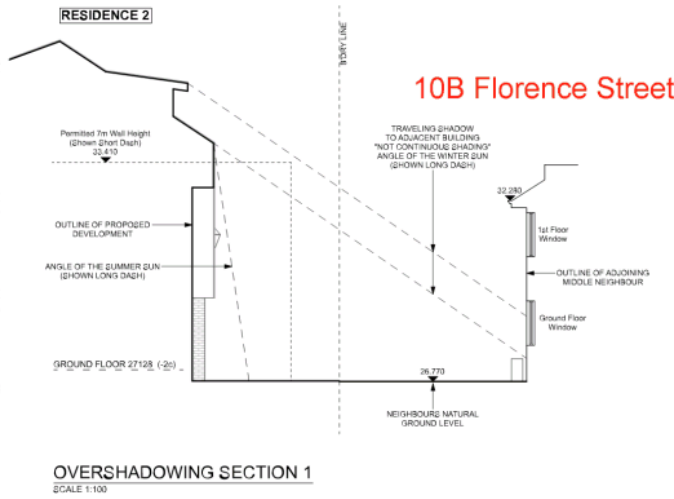 RESIDENCE 2
B'DRY LINE
10B Florence Street
Permitted 7m Wall Height
(Shown Short Dash)
33.410
TRAVELING SHADOW
TO ADJACENT BUILDING
"NOT CONTINUOUS SHADING"
ANGLE OF THE WINTER SUN
(SHOWN LONG DASH)
32.280
OUTLINE OF PROPOSED
DEVELOPMENT
1st Floor
Window
ANGLE OF THE SUMMER SUN
(SHOWN LONG DASH)
OUTLINE OF ADJOINING
MIDDLE NEIGHBOUR
Ground Floor
Window
GROUND FLOOR 27128 (-2c)
26.770
NEIGHBOURS NATURAL
GROUND LEVEL
OVERSHADOWING SECTION 1
SCALE 1:100